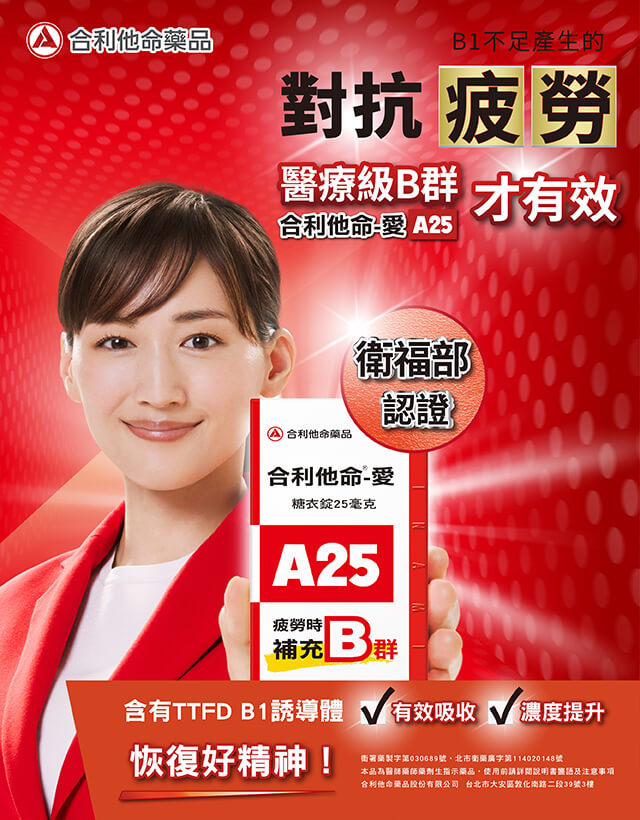 合利他命藥品
B1不足產生的
對抗疲勞
醫療級B群 才有效
合利他命-愛 A25
衛福部
認證
合利他命藥品
合利他命®-愛
糖衣錠25毫克
A25
疲勞時
補充B群
IRNAMI
含有TTFD B1誘導體 ✓有效吸收 ✓濃度提升
恢復好精神！
衛署藥製字第030689號、北市衛藥廣字第114020148號
本品為醫師藥師藥劑生指示藥品，使用前請詳閱說明書警語及注意事項
合利他命藥品股份有限公司 台北市大安區敦化南路二段39號3樓